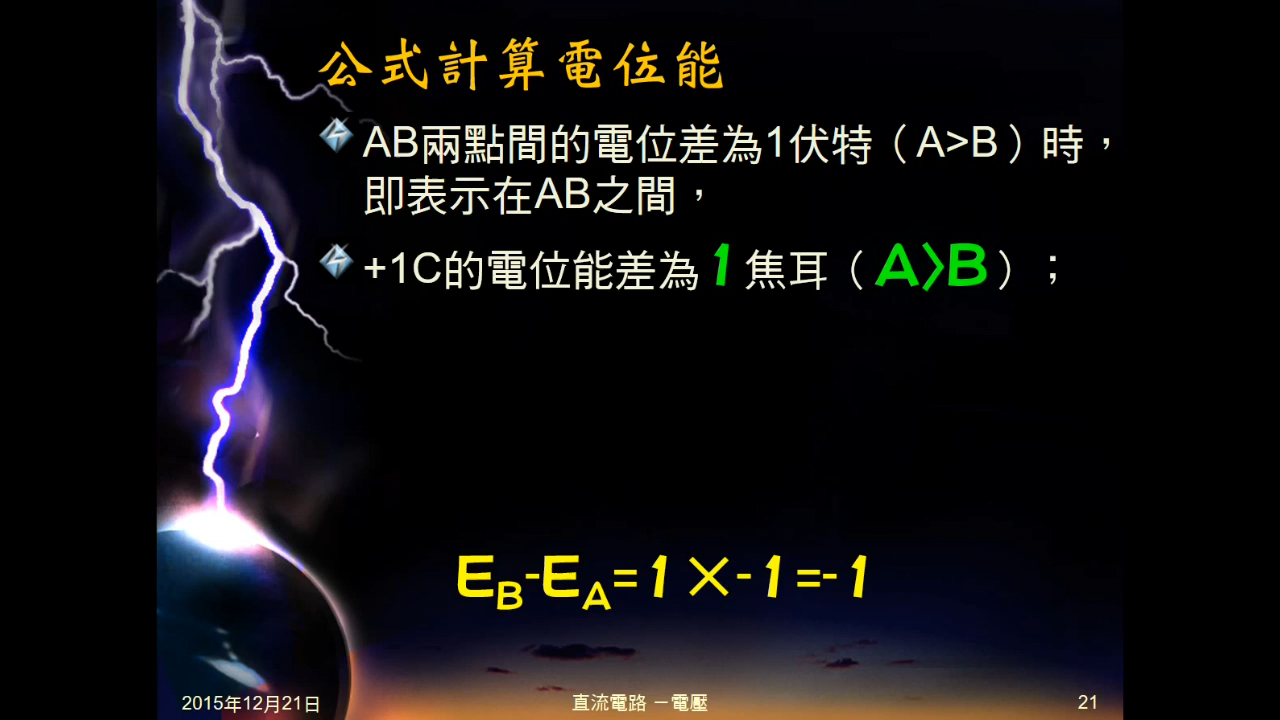 公式計算電位能
AB兩點間的電位差為1伏特（A>B）時，
即表示在AB之間，
+1C的電位能差為1焦耳（A>B）；
EB-EA=1×-1=-1
2015年12月21日
直流電路－電壓
21